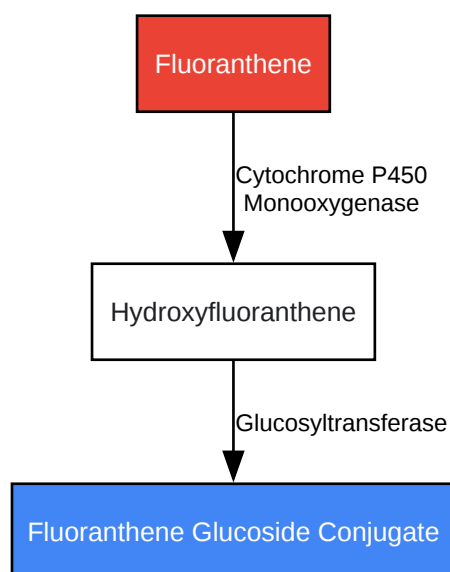 Fluoranthene
Cytochrome P450
Monooxygenase
Hydroxyfluoranthene
Glucosyltransferase
Fluoranthene Glucoside Conjugate